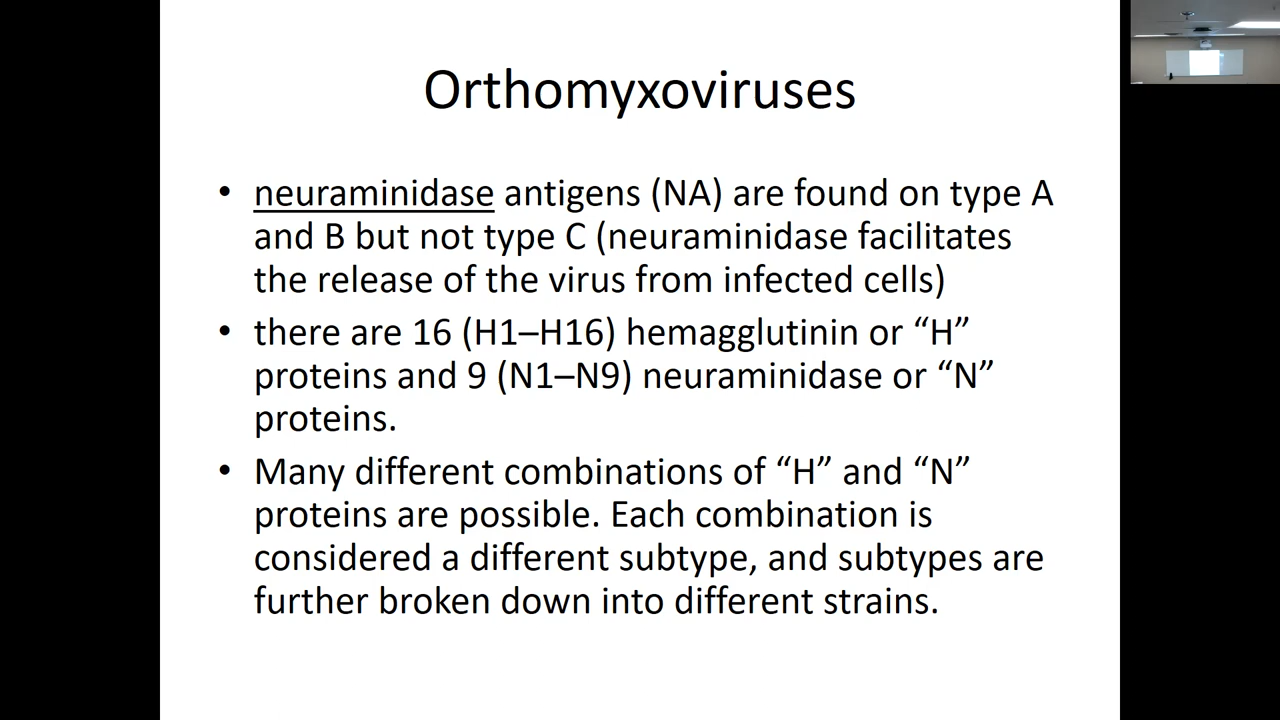 Orthomyxoviruses
• neuraminidase antigens (NA) are found on type A
and B but not type C (neuraminidase facilitates
the release of the virus from infected cells)
• there are 16 (H1–H16) hemagglutinin or “H”
proteins and 9 (N1–N9) neuraminidase or “N”
proteins.
• Many different combinations of “H” and “N”
proteins are possible. Each combination is
considered a different subtype, and subtypes are
further broken down into different strains.